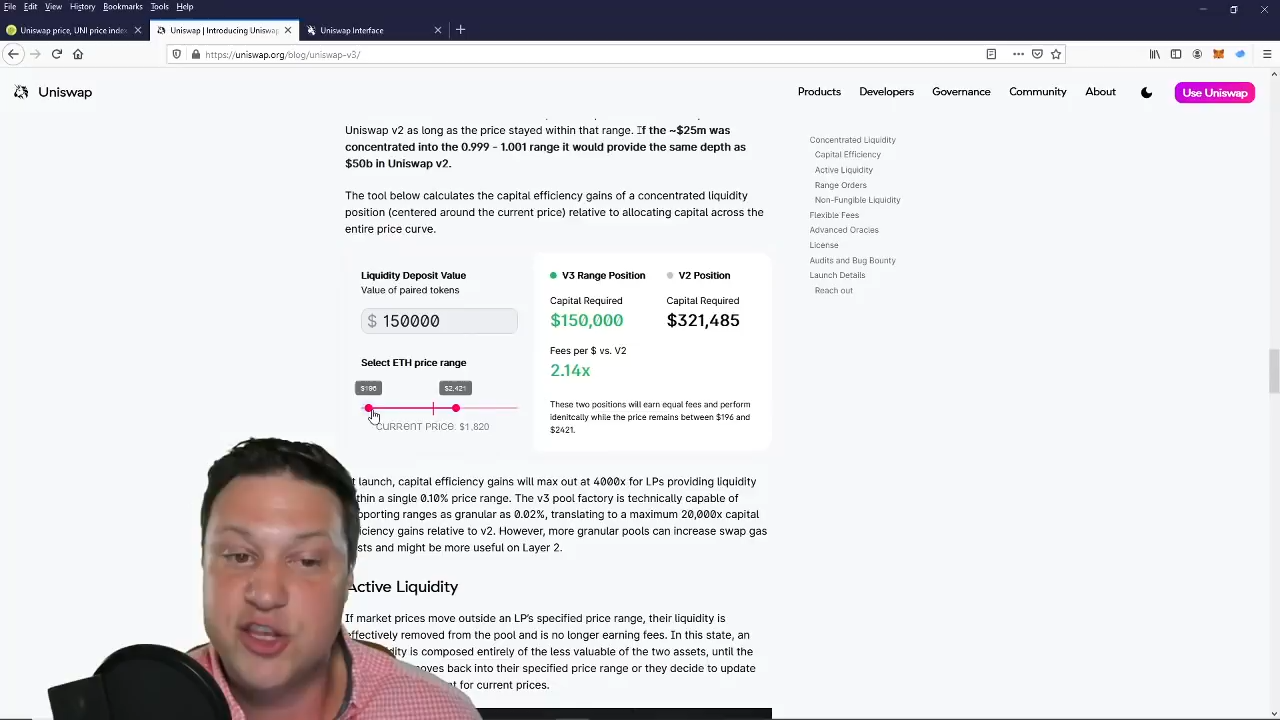 File Edit View History Bookmarks Tools Help
Uniswap price, UNI price index
Uniswap | Introducing Uniswap
Uniswap Interface
https://uniswap.org/blog/uniswap-v3/
Uniswap
Products Developers Governance Community About Use Uniswap
Uniswap v2 as long as the price stayed within that range. If the ~$25m was
concentrated into the 0.999 - 1.001 range it would provide the same depth as
$50b in Uniswap v2.
The tool below calculates the capital efficiency gains of a concentrated liquidity
position (centered around the current price) relative to allocating capital across the
entire price curve.
Liquidity Deposit Value
Value of paired tokens
$ 150000
Select ETH price range
$196 $2,421
CURRENT PRICE: $1,820
V3 Range Position V2 Position
Capital Required Capital Required
$150,000 $321,485
Fees per $ vs. V2
2.14x
These two positions will earn equal fees and perform
idenitcally while the price remains between $196 and
$2421.
t launch, capital efficiency gains will max out at 4000x for LPs providing liquidity
thin a single 0.10% price range. The v3 pool factory is technically capable of
pporting ranges as granular as 0.02%, translating to a maximum 20,000x capital
iciency gains relative to v2. However, more granular pools can increase swap gas
sts and might be more useful on Layer 2.
Active Liquidity
If market prices move outside an LP's specified price range, their liquidity is
effectively removed from the pool and is no longer earning fees. In this state, an
idity is composed entirely of the less valuable of the two assets, until the
oves back into their specified price range or they decide to update
t for current prices.
Concentrated Liquidity
Capital Efficiency
Active Liquidity
Range Orders
Non-Fungible Liquidity
Flexible Fees
Advanced Oracles
License
Audits and Bug Bounty
Launch Details
Reach out